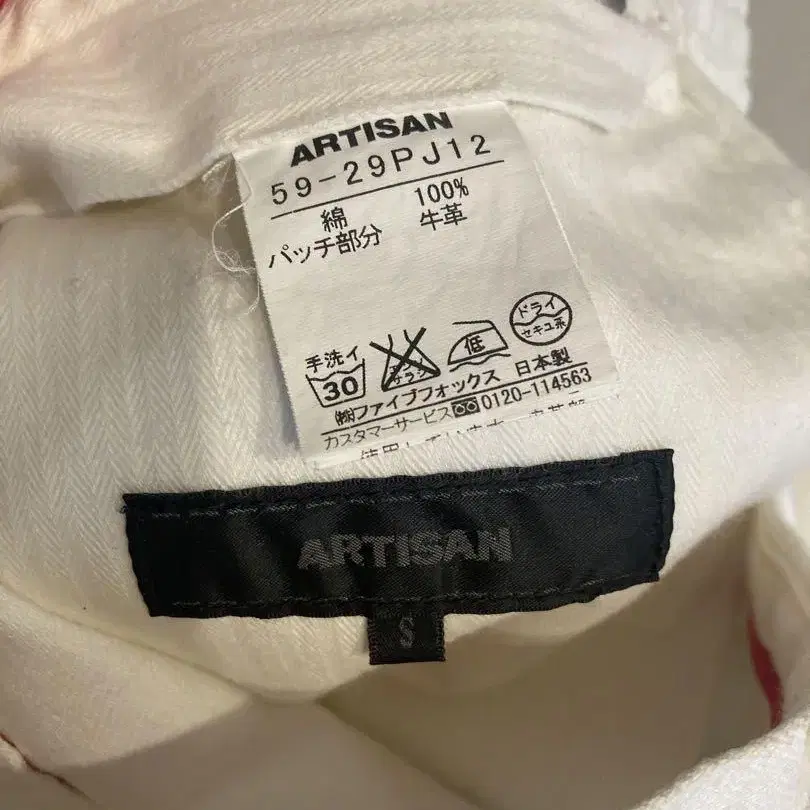 ARTISAN
59-29PJ12
綿 100%
パッチ部分 牛革
手洗イ
30
低
ドライ
セキユ系
㈱ファイブフォックス 日本製
カスタマーサービス 0120-114563
ARTISAN
S